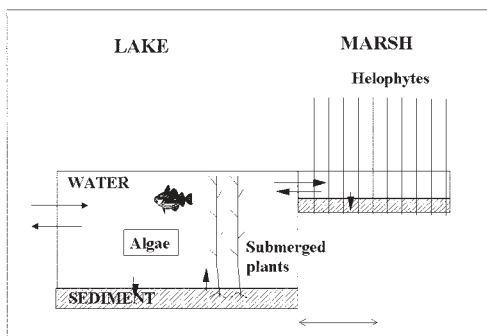 LAKE
MARSH
Helophytes
WATER
Algae
Submerged
plants
SEDIMENT